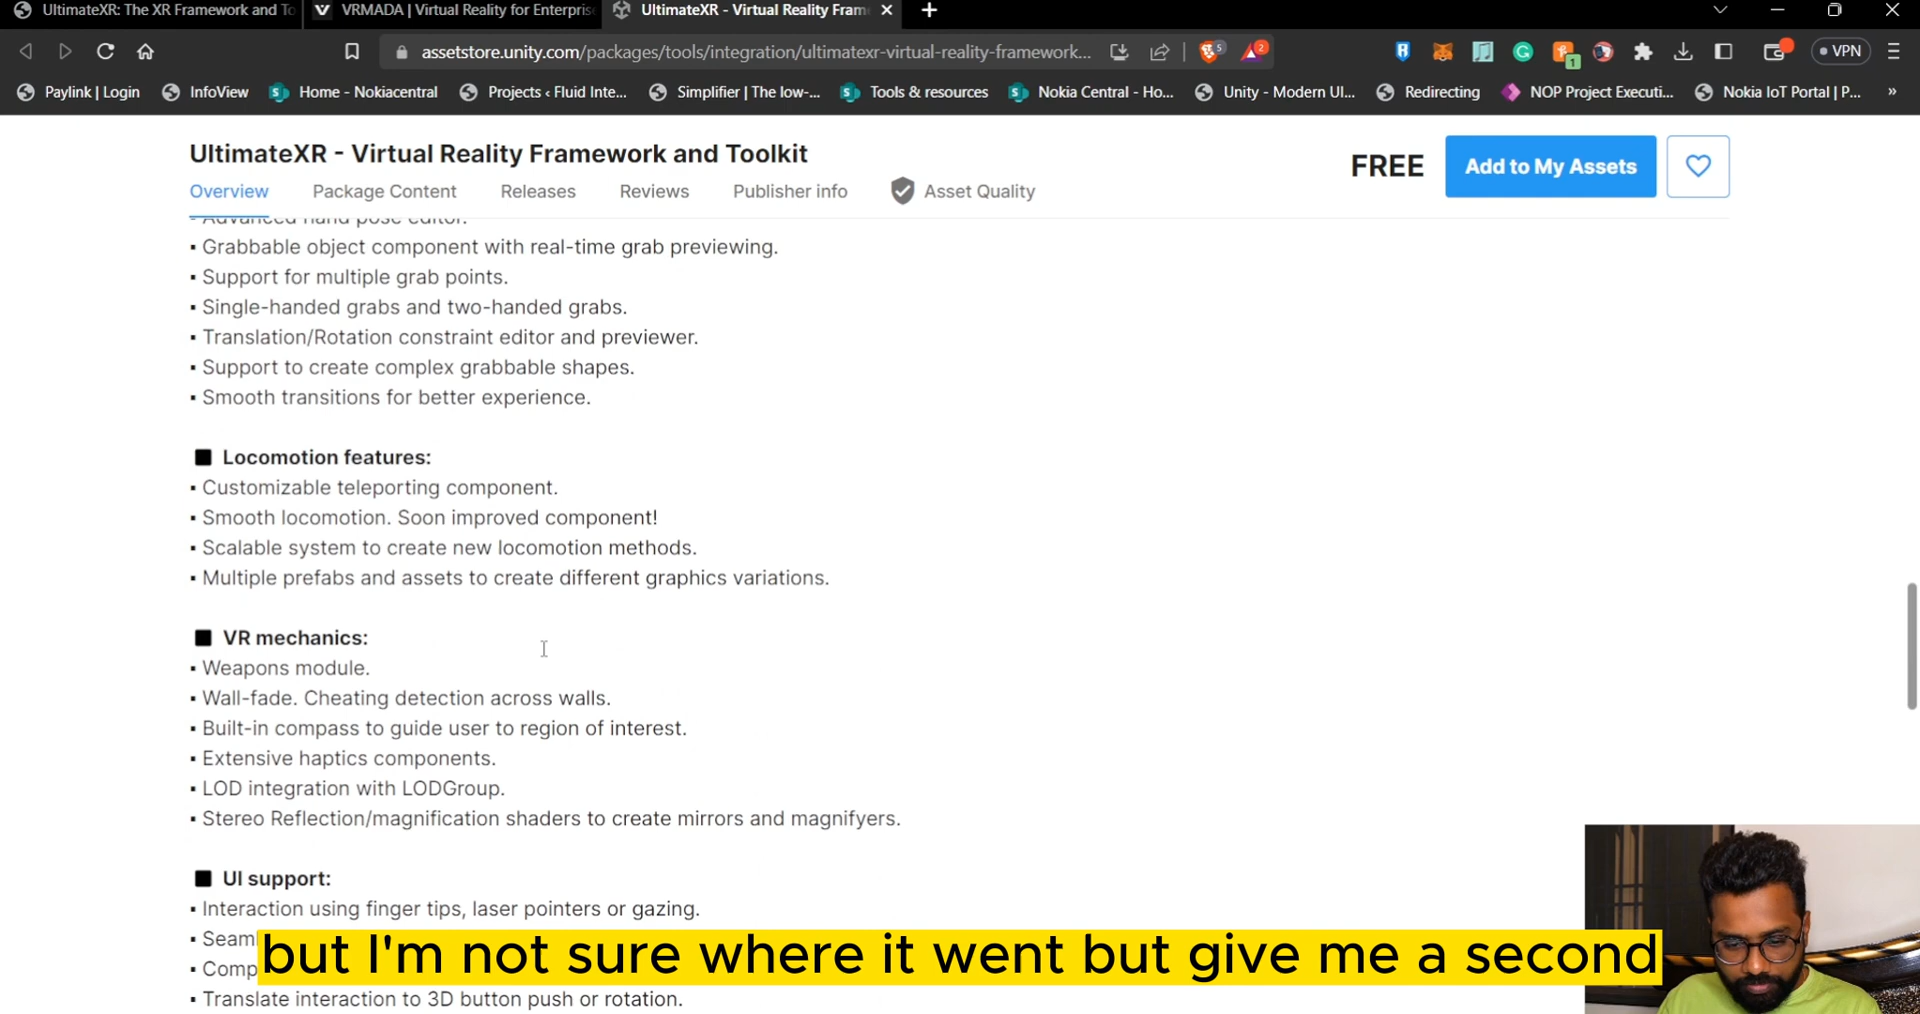 UltimateXR: The XR Framework and To
VRMADA | Virtual Reality for Enterpris
UltimateXR - Virtual Reality Fram
assetstore.unity.com/packages/tools/integration/ultimatexr-virtual-reality-framework...
5
2
1
VPN
Paylink | Login
InfoView
Home - Nokiacentral
Projects ‹ Fluid Inte...
Simplifier | The low-...
Tools & resources
Nokia Central - Ho...
Unity - Modern UI...
Redirecting
NOP Project Executi...
Nokia IoT Portal | P...
»
UltimateXR - Virtual Reality Framework and Toolkit
FREE
Add to My Assets
Overview
Package Content
Releases
Reviews
Publisher info
Asset Quality
▪ Advanced hand pose editor.
▪ Grabbable object component with real-time grab previewing.
▪ Support for multiple grab points.
▪ Single-handed grabs and two-handed grabs.
▪ Translation/Rotation constraint editor and previewer.
▪ Support to create complex grabbable shapes.
▪ Smooth transitions for better experience.
■ Locomotion features:
▪ Customizable teleporting component.
▪ Smooth locomotion. Soon improved component!
▪ Scalable system to create new locomotion methods.
▪ Multiple prefabs and assets to create different graphics variations.
■ VR mechanics:
▪ Weapons module.
▪ Wall-fade. Cheating detection across walls.
▪ Built-in compass to guide user to region of interest.
▪ Extensive haptics components.
▪ LOD integration with LODGroup.
▪ Stereo Reflection/magnification shaders to create mirrors and magnifyers.
■ UI support:
▪ Interaction using finger tips, laser pointers or gazing.
▪ Seam
▪ Comp
but I'm not sure where it went but give me a second
▪ Translate interaction to 3D button push or rotation.